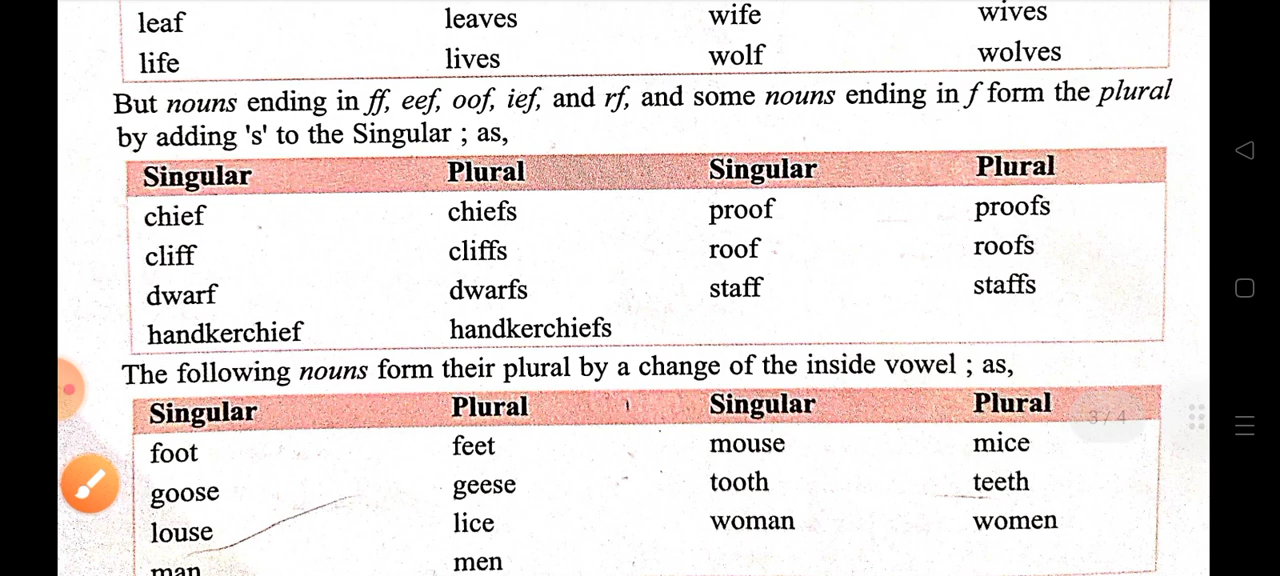 leaf leaves wife wives
life lives wolf wolves
But nouns ending in ff, eef, oof, ief, and rf, and some nouns ending in f form the plural
by adding 's' to the Singular ; as,
Singular Plural Singular Plural
chief chiefs proof proofs
cliff cliffs roof roofs
dwarf dwarfs staff staffs
handkerchief handkerchiefs
The following nouns form their plural by a change of the inside vowel ; as,
Singular Plural Singular Plural
3 / 4
foot feet mouse mice
goose geese tooth teeth
louse lice woman women
man men